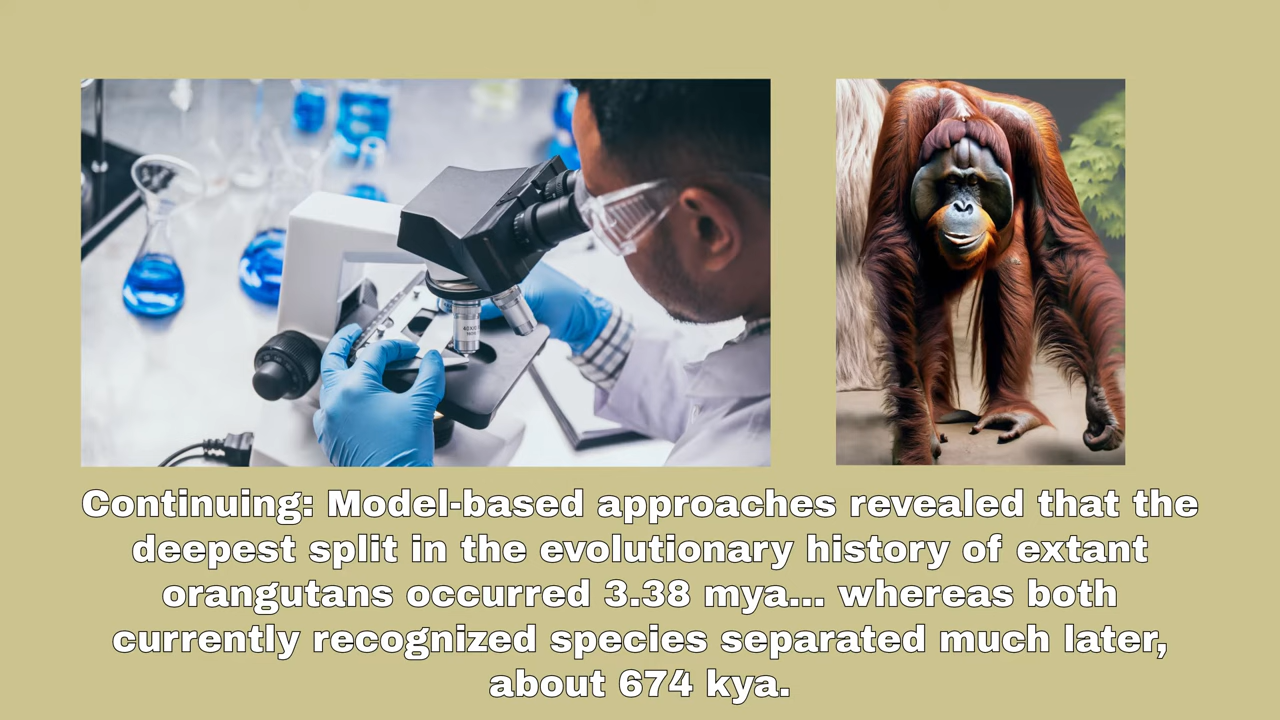 Continuing: Model-based approaches revealed that the
deepest split in the evolutionary history of extant
orangutans occurred 3.38 mya... whereas both
currently recognized species separated much later,
about 674 kya.